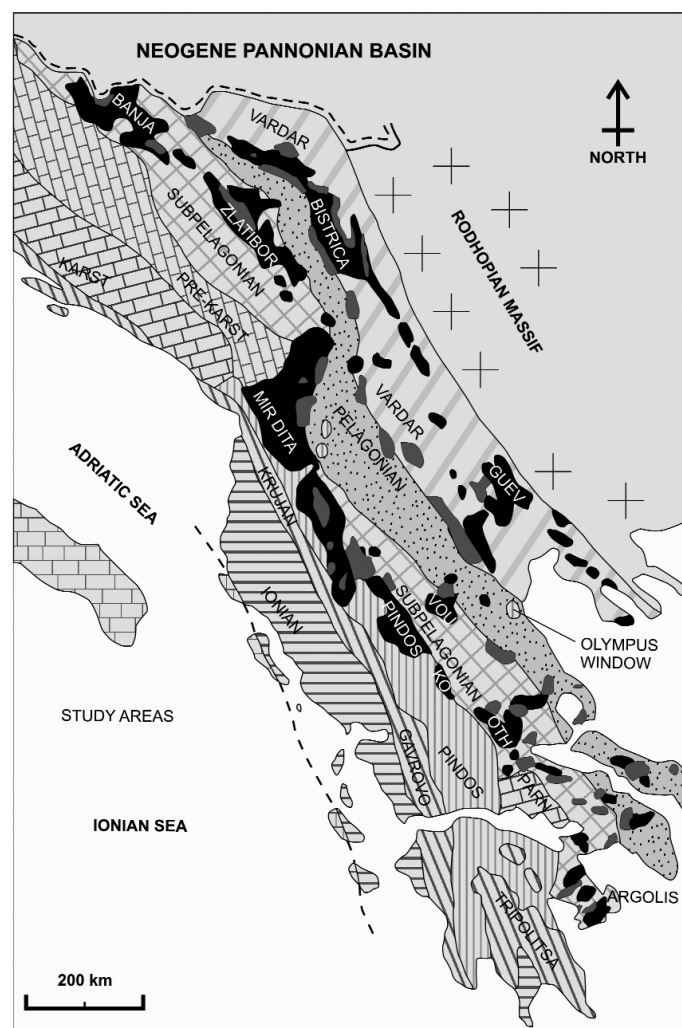 NEOGENE PANNONIAN BASIN
BANJA
VARDAR
NORTH
SUBPELAGONIAN
ZLATIBOR
BISTRICA
RODHOPIAN MASSIF
KARST
PRE-KARST
MIR DITA
PELAGONIAN
VARDAR
GUEV
ADRIATIC SEA
KRUJAN
IONIAN
SUBPELAGONIAN
PINDOS
VOU
KO
OLYMPUS
WINDOW
STUDY AREAS
OTH
GAVROVO
PINDOS
PARN
IONIAN SEA
ARGOLIS
TRIPOLITSA
200 km